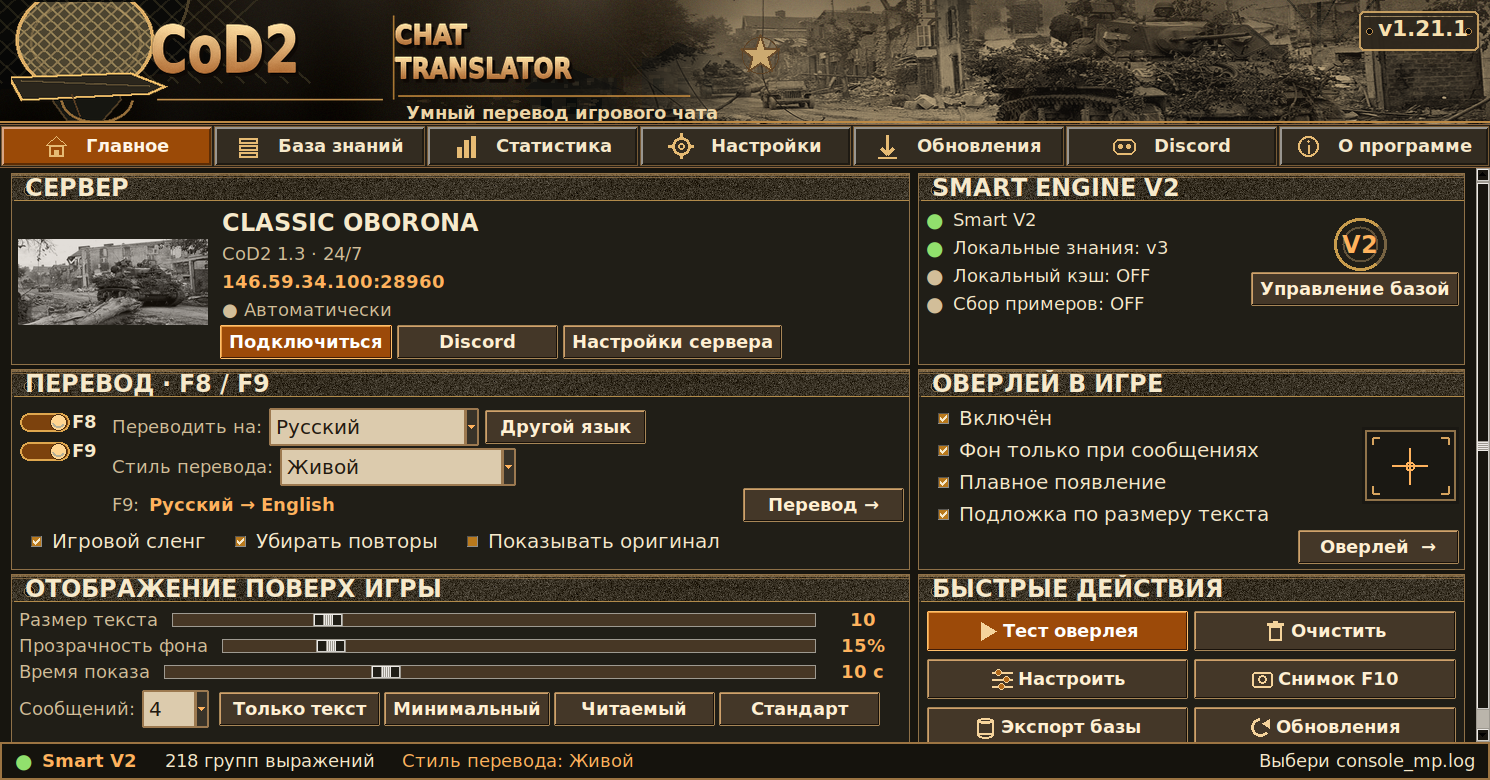 CoD2
CHAT
TRANSLATOR
Умный перевод игрового чата
v1.21.1
Главное
База знаний
Статистика
Настройки
Обновления
Discord
О программе
СЕРВЕР
CLASSIC OBORONA
CoD2 1.3 · 24/7
146.59.34.100:28960
Автоматически
Подключиться
Discord
Настройки сервера
SMART ENGINE V2
Smart V2
Локальные знания: v3
Локальный кэш: OFF
Сбор примеров: OFF
V2
Управление базой
ПЕРЕВОД · F8 / F9
F8
F9
Переводить на:
Русский
Другой язык
Стиль перевода:
Живой
F9: Русский → English
Перевод →
Игровой сленг
Убирать повторы
Показывать оригинал
ОВЕРЛЕЙ В ИГРЕ
Включён
Фон только при сообщениях
Плавное появление
Подложка по размеру текста
Оверлей →
ОТОБРАЖЕНИЕ ПОВЕРХ ИГРЫ
Размер текста
10
Прозрачность фона
15%
Время показа
10 с
Сообщений:
4
Только текст
Минимальный
Читаемый
Стандарт
БЫСТРЫЕ ДЕЙСТВИЯ
Тест оверлея
Очистить
Настроить
Снимок F10
Экспорт базы
Обновления
Smart V2
218 групп выражений
Стиль перевода: Живой
Выбери console_mp.log